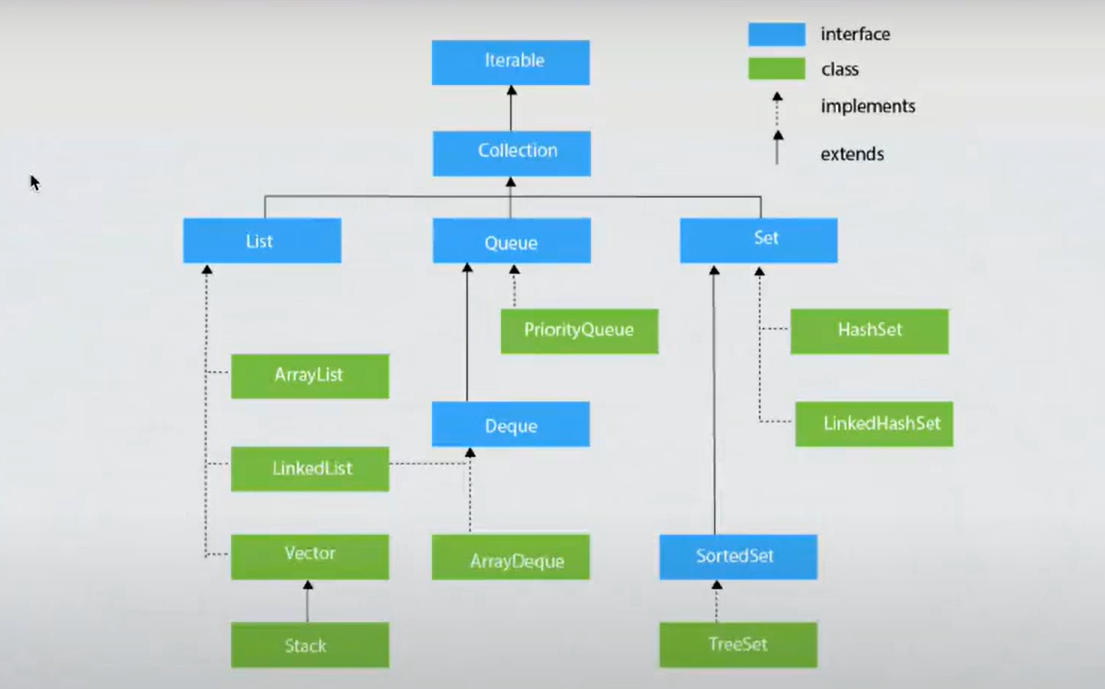 interface
Iterable
class
implements
Collection
extends
List
Queue
Set
PriorityQueue
HashSet
ArrayList
Deque
LinkedHashSet
LinkedList
Vector
ArrayDeque
SortedSet
Stack
TreeSet